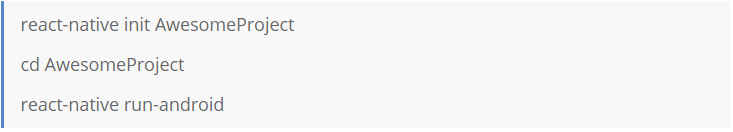 react-native init AwesomeProject
cd AwesomeProject
react-native run-android